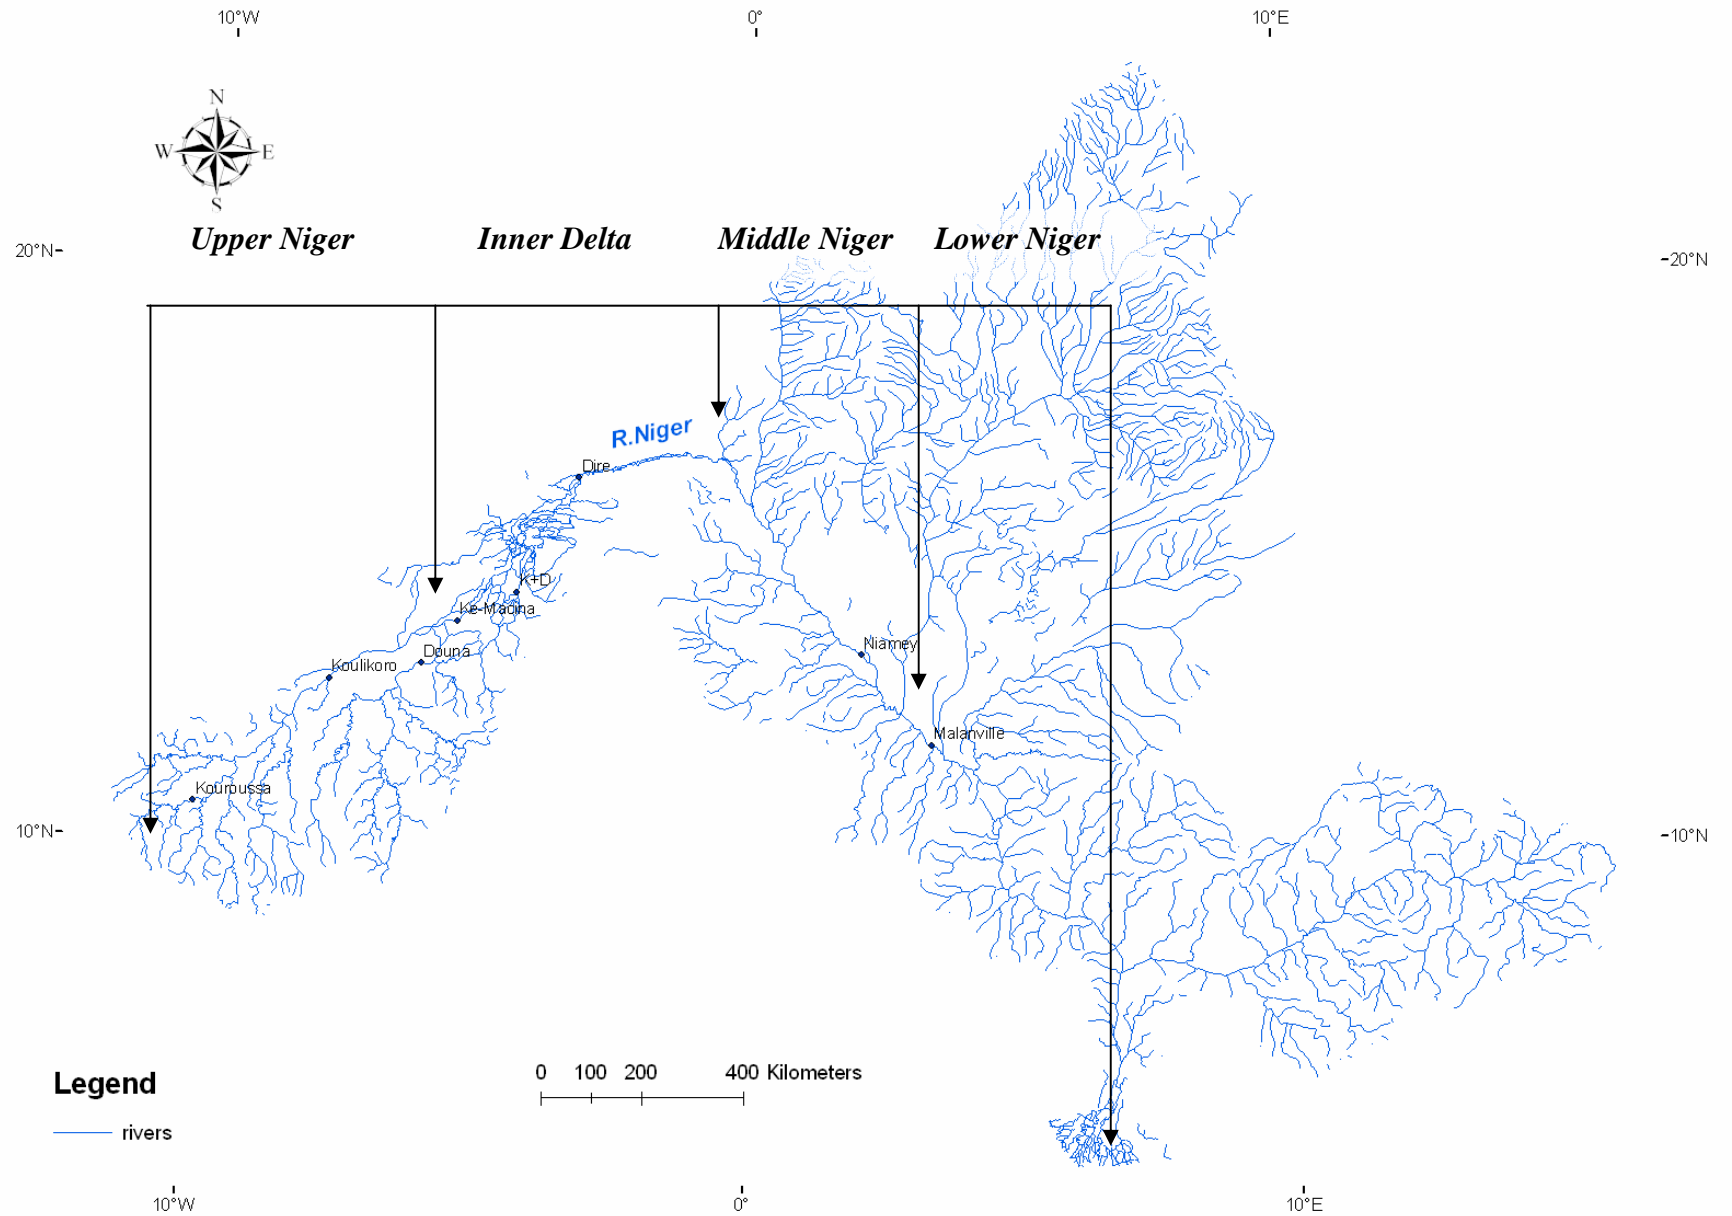 10°W 0° 10°E
N
W E
S
Upper Niger Inner Delta Middle Niger Lower Niger
20°N
20°N
R.Niger
Dire
K+D
Ke-Macina
Douna
Niamey
Koulikoro
Malanville
Kouroussa
10°N
10°N
Legend
0 100 200 400 Kilometers
rivers
10°W 0° 10°E